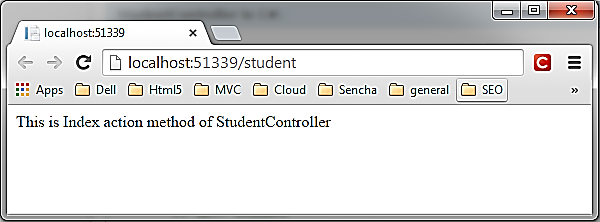 localhost:51339
localhost:51339/student
Apps Dell Html5 MVC Cloud Sencha general SEO »
This is Index action method of StudentController